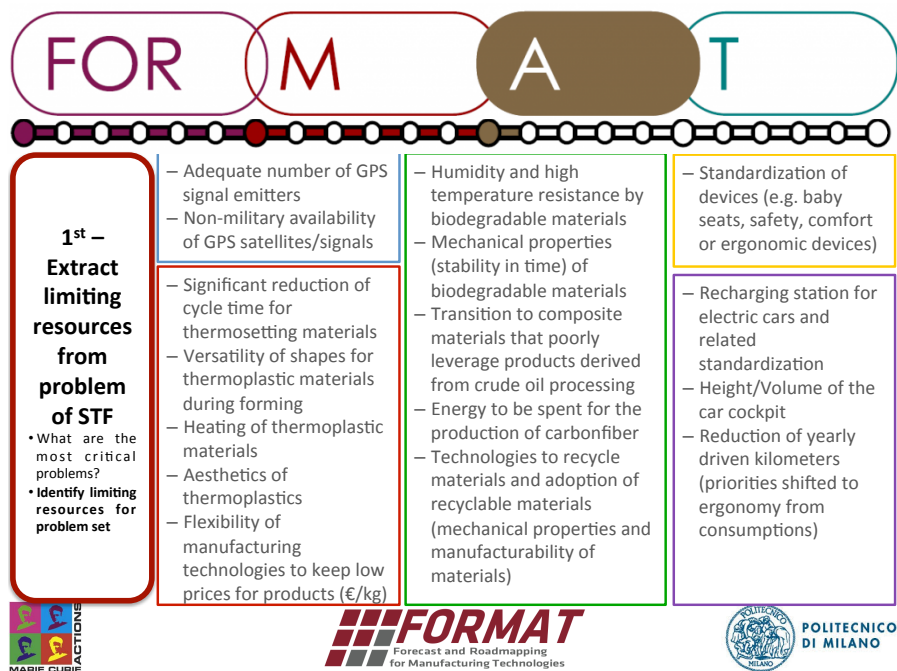 FOR M A T
1st –
Extract
limiting
resources
from
problem
of STF
• What are the
most critical
problems?
• Identify limiting
resources for
problem set
– Adequate number of GPS
signal emitters
– Non-military availability
of GPS satellites/signals
– Significant reduction of
cycle time for
thermosetting materials
– Versatility of shapes for
thermoplastic materials
during forming
– Heating of thermoplastic
materials
– Aesthetics of
thermoplastics
– Flexibility of
manufacturing
technologies to keep low
prices for products (€/kg)
– Humidity and high
temperature resistance by
biodegradable materials
– Mechanical properties
(stability in time) of
biodegradable materials
– Transition to composite
materials that poorly
leverage products derived
from crude oil processing
– Energy to be spent for the
production of carbonfiber
– Technologies to recycle
materials and adoption of
recyclable materials
(mechanical properties and
manufacturability of
materials)
– Standardization of
devices (e.g. baby
seats, safety, comfort
or ergonomic devices)
– Recharging station for
electric cars and
related
standardization
– Height/Volume of the
car cockpit
– Reduction of yearly
driven kilometers
(priorities shifted to
ergonomy from
consumptions)
MARIE CURIE
ACTIONS
FORMAT
Forecast and Roadmapping
for Manufacturing Technologies
POLITECNICO
MILANO
POLITECNICO
DI MILANO